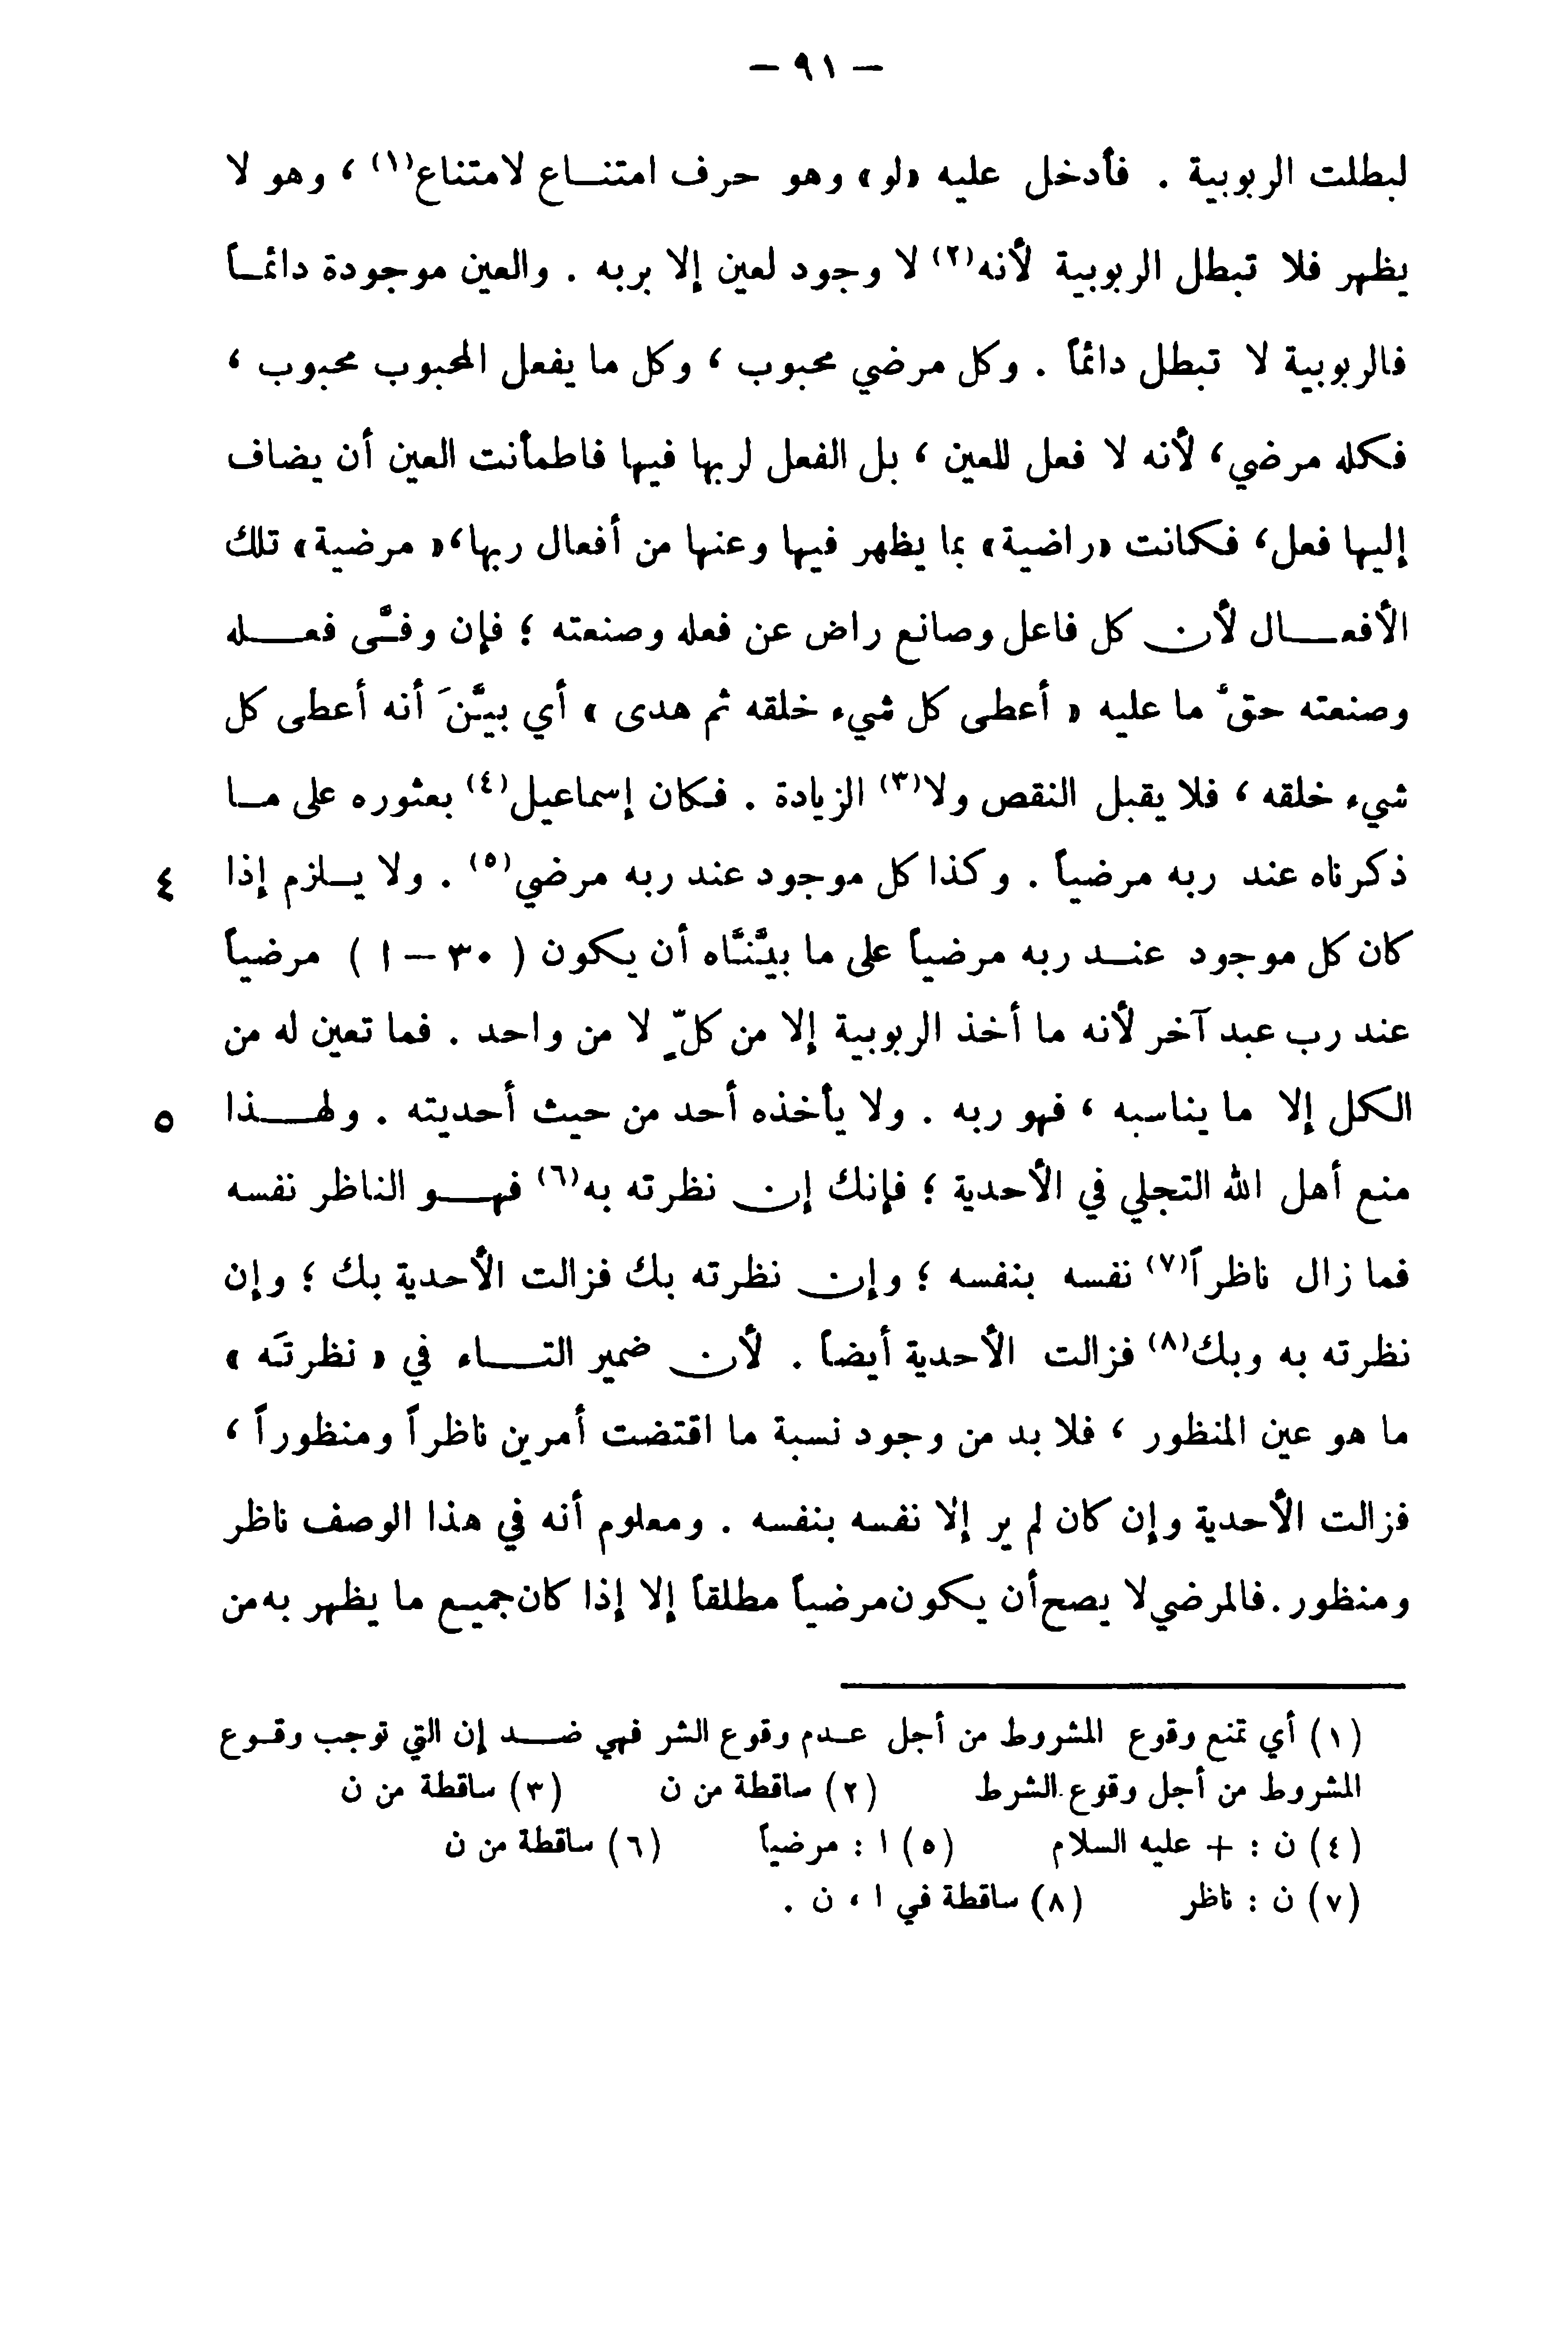 — ٩١ —
لبطلت الربوبية . فأدخل عليه «لو» وهو حرف امتنـاع لامتناع(١) ، وهو لا
يظهر فلا تبطل الربوبية لأنه(٢) لا وجود لعين إلا بربه . والعين موجودة دائمـاً
فالربوبية لا تبطل دائماً . وكل مرضي محبوب ، وكل ما يفعل المحبوب محبوب ،
فكله مرضي، لأنه لا فعل للعين ، بل الفعل لربها فيها فاطمأنت العين أن يضاف
إليها فعل، فكانت «راضية» بما يظهر فيها وعنها من أفعال ربها،« مرضية» تلك
الأفعـال لأن كل فاعل وصانع راض عن فعله وصنعته ؛ فإن وفَّى فعـله
وصنعته حقَّ ما عليه « أعطى كل شيء خلقه ثم هدى » أي بيَّنَ أنه أعطى كل
شيء خلقه ، فلا يقبل النقص ولا(٣) الزيادة . فكان إسماعيل(٤) بعثوره على مـا
ذكرناه عند ربه مرضياً . وكذا كل موجود عند ربه مرضي(٥) . ولا يـلزم إذا ٤
كان كل موجود عنـد ربه مرضياً على ما بيَّنَّاه أن يكون ( ٣٠ – ا ) مرضياً
عند رب عبد آخر لأنه ما أخذ الربوبية إلا من كلٍّ لا من واحد . فما تعين له من
الكل إلا ما يناسبه ، فهو ربه . ولا يأخذه أحد من حيث أحديته . ولهـذا ٥
منع أهل الله التجلي في الأحدية ؛ فإنك إن نظرته به(٦) فهـو الناظر نفسه
فما زال ناظراً(٧) نفسه بنفسه ؛ وإن نظرته بك فزالت الأحدية بك ؛ وإن
نظرته به وبك(٨) فزالت الأحدية أيضاً . لأن ضمير التـاء في « نظرتَه »
ما هو عين المنظور ، فلا بد من وجود نسبة ما اقتضت أمرين ناظراً ومنظوراً ،
فزالت الأحدية وإن كان لم ير إلا نفسه بنفسه . ومعلوم أنه في هذا الوصف ناظر
ومنظور. فالمرضي لا يصح أن يكون مرضياً مطلقاً إلا إذا كان جميع ما يظهر به من
(١) أي تمنع وقوع المشروط من أجل عـدم وقوع الشر فهي ضـد إن التي توجب وقـوع
المشروط من أجل وقوع الشرط (٢) ساقطة من ن (٣) ساقطة من ن
(٤) ن : + عليه السلام (٥) ا : مرضياً (٦) ساقطة من ن
(٧) ن : ناظر (٨) ساقطة في ا ، ن .